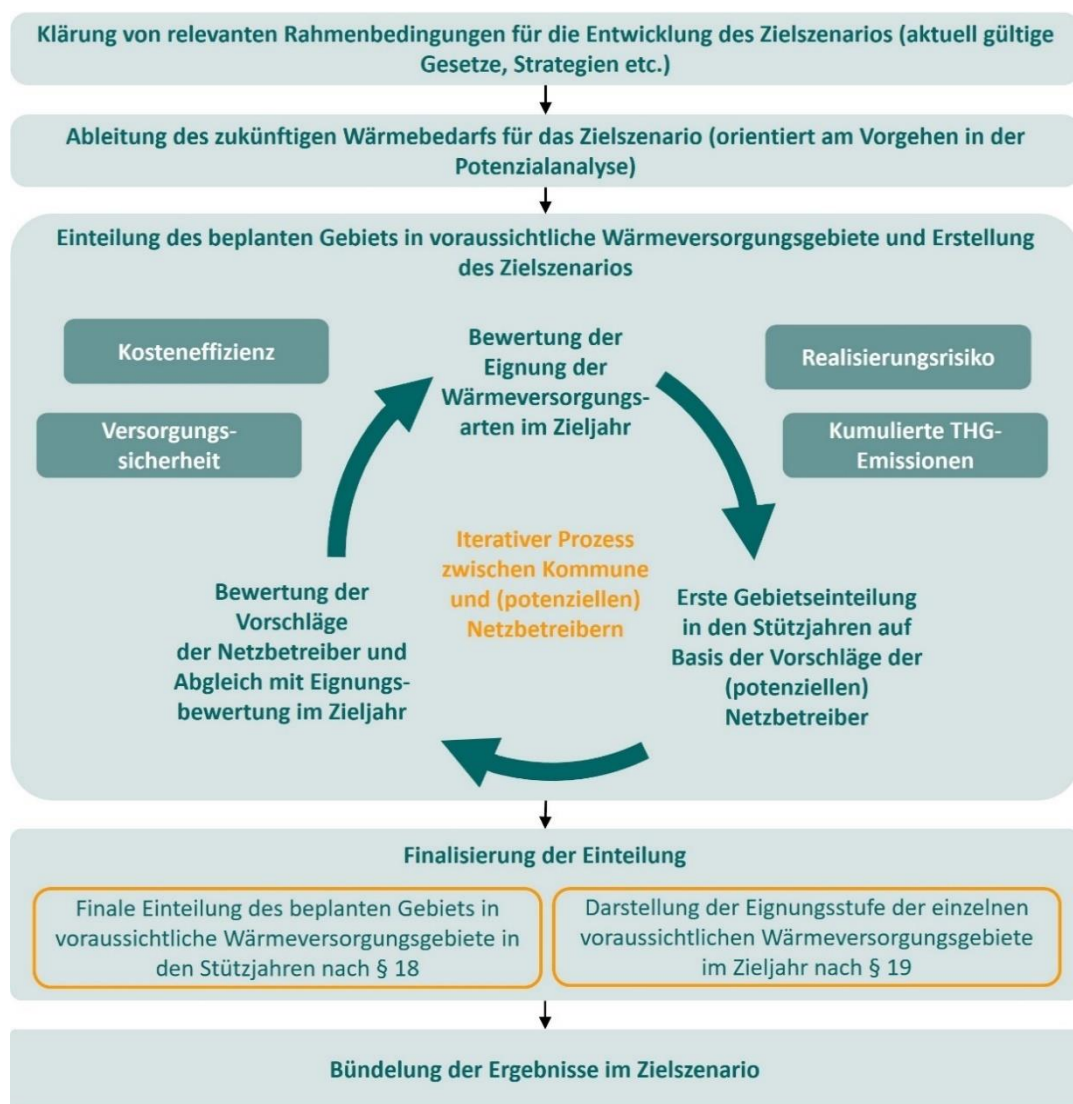 Klärung von relevanten Rahmenbedingungen für die Entwicklung des Zielszenarios (aktuell gültige
Gesetze, Strategien etc.)
Ableitung des zukünftigen Wärmebedarfs für das Zielszenario (orientiert am Vorgehen in der
Potenzialanalyse)
Einteilung des beplanten Gebiets in voraussichtliche Wärmeversorgungsgebiete und Erstellung
des Zielszenarios
Kosteneffizienz
Versorgungs-
sicherheit
Bewertung der
Eignung der
Wärmeversorgungs-
arten im Zieljahr
Realisierungsrisiko
Kumulierte THG-
Emissionen
Iterativer Prozess
zwischen Kommune
und (potenziellen)
Netzbetreibern
Erste Gebietseinteilung
in den Stützjahren auf
Basis der Vorschläge der
(potenziellen)
Netzbetreiber
Bewertung der
Vorschläge
der Netzbetreiber und
Abgleich mit Eignungs-
bewertung im Zieljahr
Finalisierung der Einteilung
Finale Einteilung des beplanten Gebiets in
voraussichtliche Wärmeversorgungsgebiete in
den Stützjahren nach § 18
Darstellung der Eignungsstufe der einzelnen
voraussichtlichen Wärmeversorgungsgebiete
im Zieljahr nach § 19
Bündelung der Ergebnisse im Zielszenario